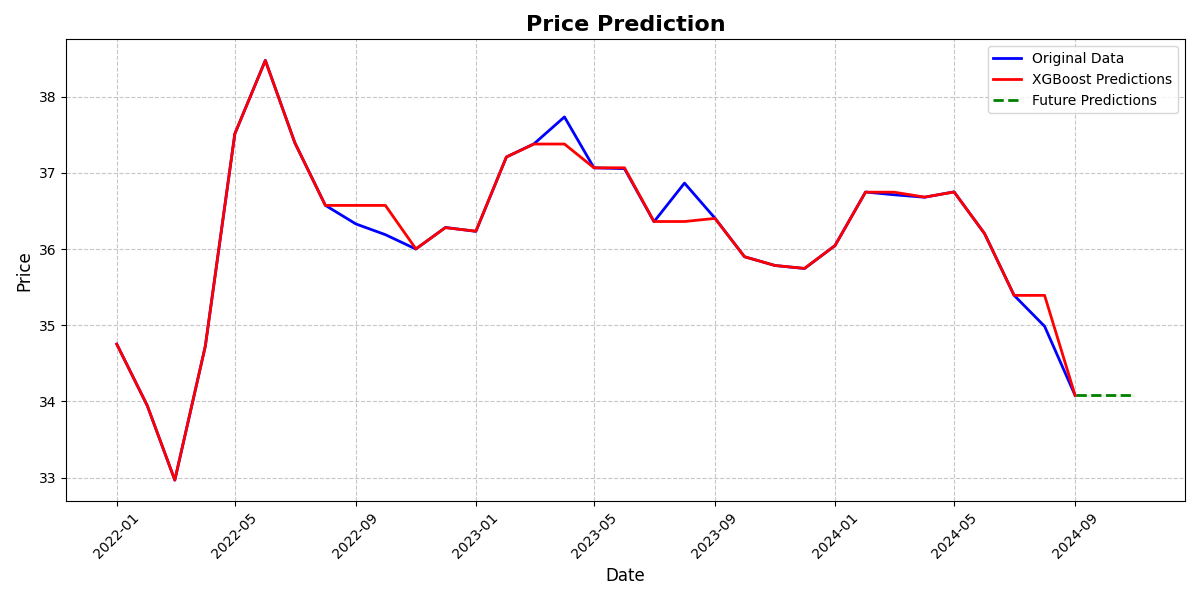 Price Prediction
Original Data
XGBoost Predictions
Future Predictions
Price
38
37
36
35
34
33
2022-01
2022-05
2022-09
2023-01
2023-05
2023-09
2024-01
2024-05
2024-09
Date